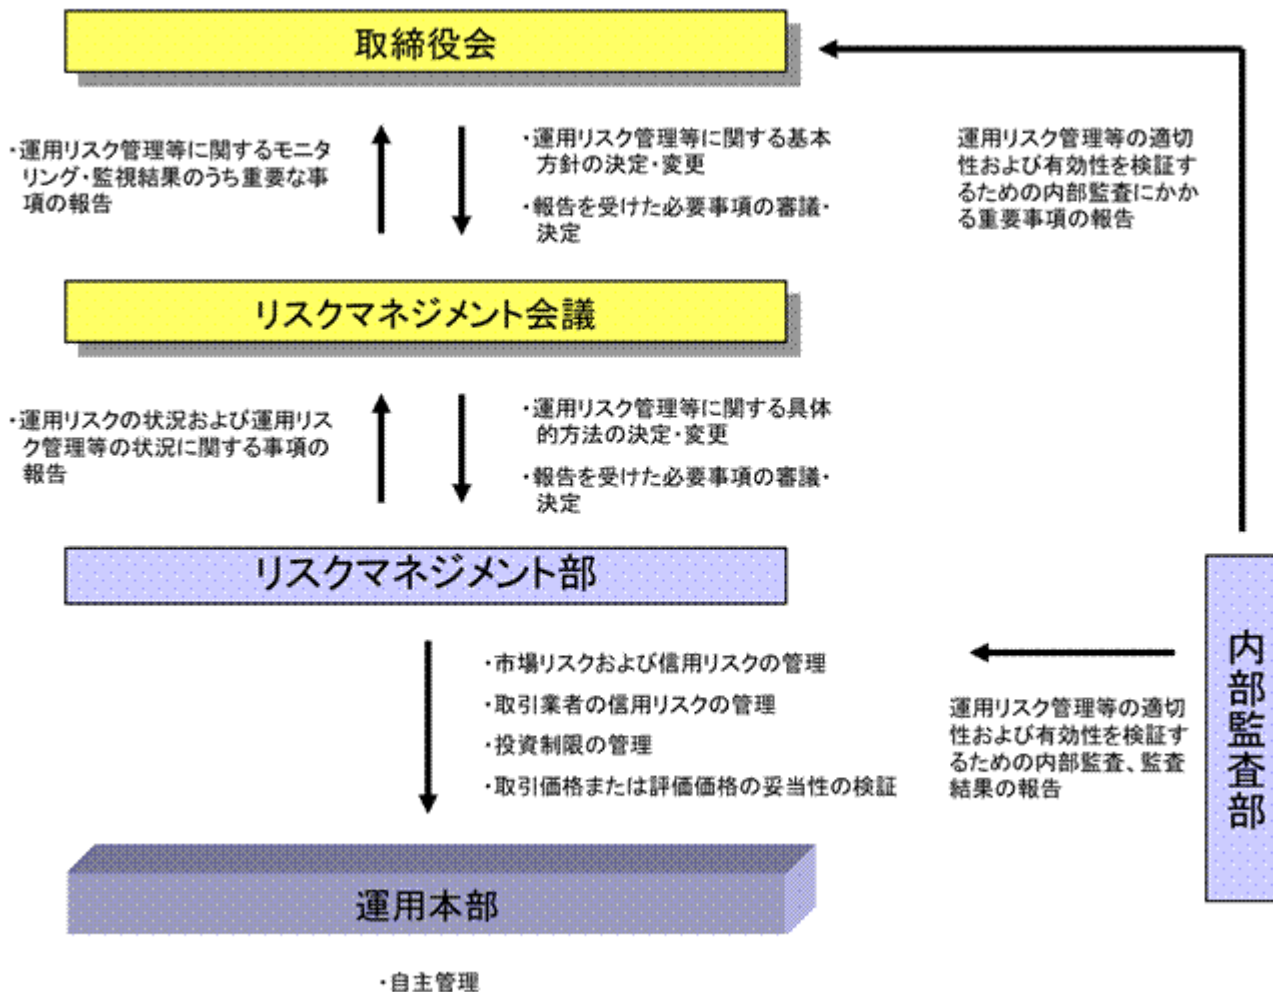 取締役会
・運用リスク管理等に関するモニタ
リング・監視結果のうち重要な事
項の報告
・運用リスク管理等に関する基本
方針の決定・変更
・報告を受けた必要事項の審議・
決定
運用リスク管理等の適切
性および有効性を検証す
るための内部監査にかか
る重要事項の報告
リスクマネジメント会議
・運用リスクの状況および運用リス
ク管理等の状況に関する事項の
報告
・運用リスク管理等に関する具体
的方法の決定・変更
・報告を受けた必要事項の審議・
決定
リスクマネジメント部
・市場リスクおよび信用リスクの管理
・取引業者の信用リスクの管理
・投資制限の管理
・取引価格または評価価格の妥当性の検証
運用リスク管理等の適切
性および有効性を検証す
るための内部監査、監査
結果の報告
内部監査部
運用本部
・自主管理